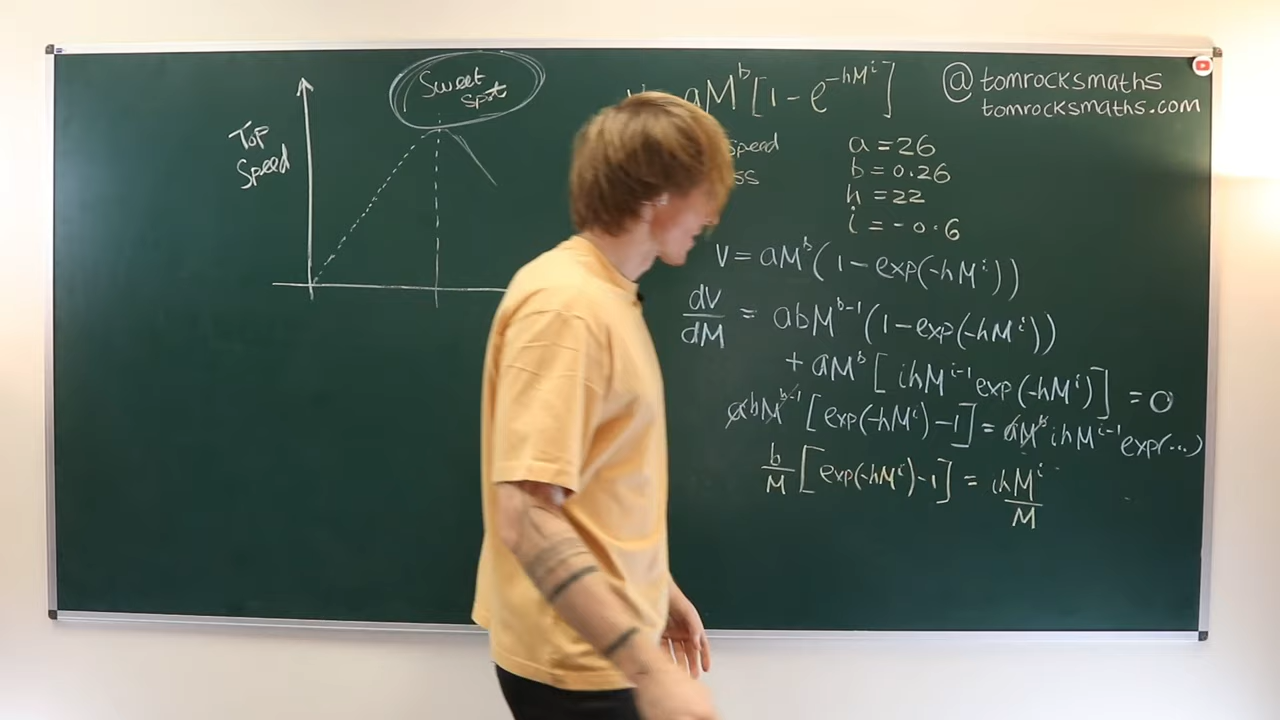 Sweet
spot
Top
Speed
aM^b[1-e^{-hM^i}]
@tomrocksmaths
tomrocksmaths.com
a=26
b=0.26
h=22
i=-0.6
V=aM^b(1-exp(-hM^i))
dV/dM = abM^{b-1}(1-exp(-hM^i))
+aM^b[ihM^{i-1}exp(-hM^i)]=0
abM^{b-1}[exp(-hM^i)-1]=aM^b ihM^{i-1}exp(...)
b/M[exp(-hM^i)-1]=ihM^i/M